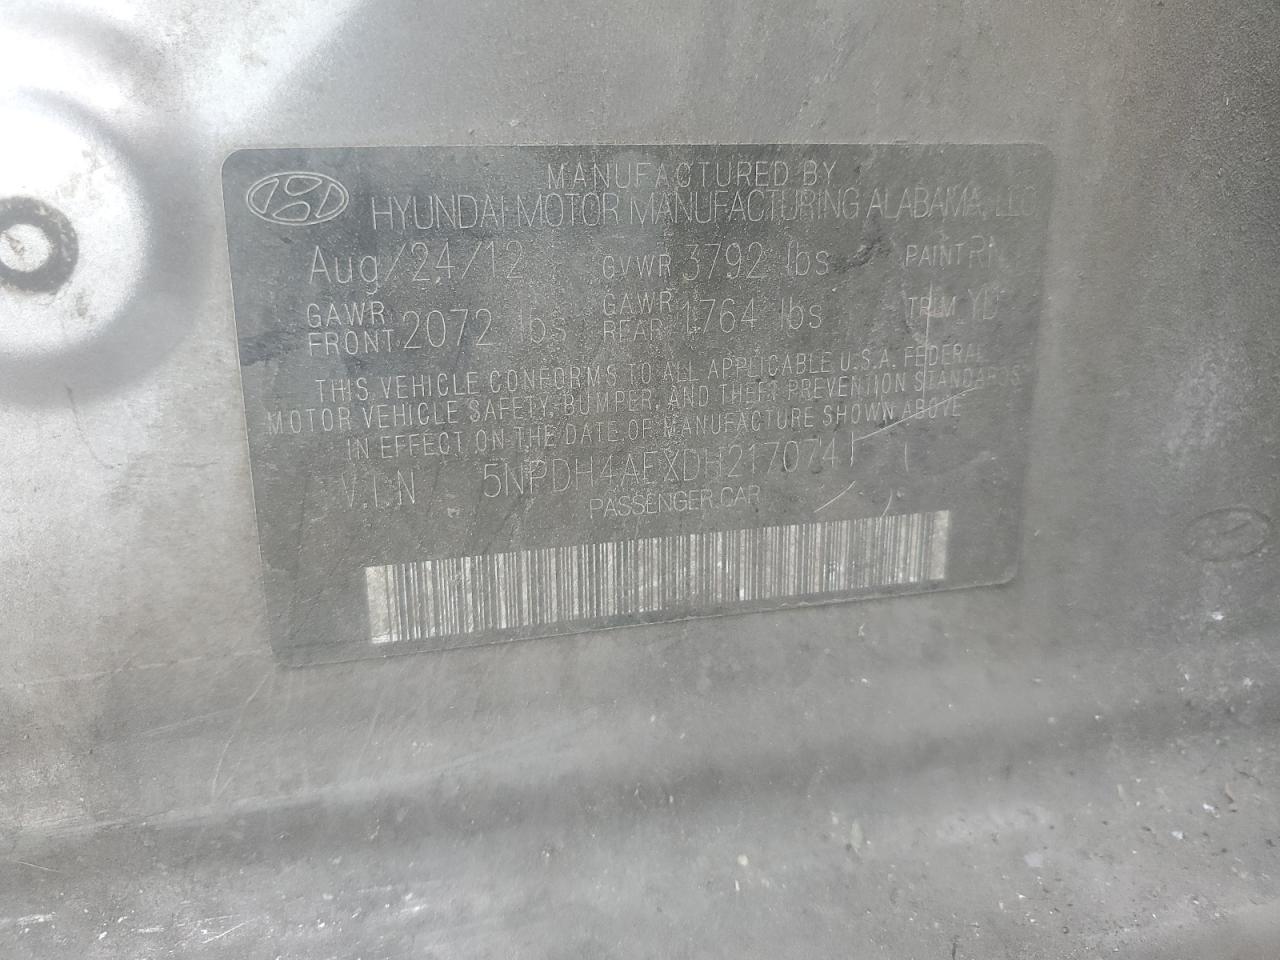 MANUFACTURED BY
HYUNDAI MOTOR MANUFACTURING ALABAMA, LLC
Aug/24/12 GVWR 3792 lbs PAINT
GAWR FRONT 2072 lbs GAWR REAR 1764 lbs TRIM
THIS VEHICLE CONFORMS TO ALL APPLICABLE U.S.A. FEDERAL
MOTOR VEHICLE SAFETY, BUMPER, AND THEFT PREVENTION STANDARDS
IN EFFECT ON THE DATE OF MANUFACTURE SHOWN ABOVE
V.I.N 5NPDH4AEXDH217074
PASSENGER CAR